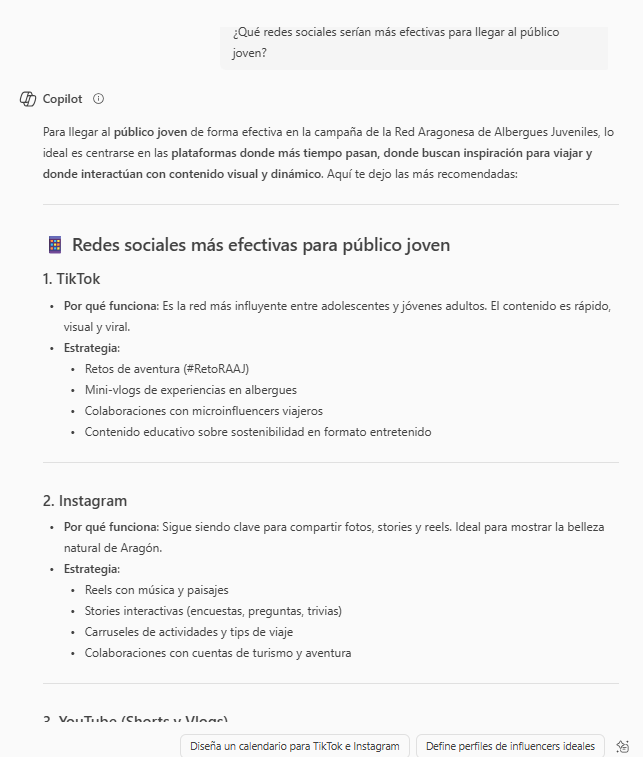 ¿Qué redes sociales serían más efectivas para llegar al público
joven?
Copilot
Para llegar al público joven de forma efectiva en la campaña de la Red Aragonesa de Albergues Juveniles, lo
ideal es centrarse en las plataformas donde más tiempo pasan, donde buscan inspiración para viajar y
donde interactúan con contenido visual y dinámico. Aquí te dejo las más recomendadas:
Redes sociales más efectivas para público joven
1. TikTok
• Por qué funciona: Es la red más influyente entre adolescentes y jóvenes adultos. El contenido es rápido,
visual y viral.
• Estrategia:
• Retos de aventura (#RetoRAAJ)
• Mini-vlogs de experiencias en albergues
• Colaboraciones con microinfluencers viajeros
• Contenido educativo sobre sostenibilidad en formato entretenido
2. Instagram
• Por qué funciona: Sigue siendo clave para compartir fotos, stories y reels. Ideal para mostrar la belleza
natural de Aragón.
• Estrategia:
• Reels con música y paisajes
• Stories interactivas (encuestas, preguntas, trivias)
• Carruseles de actividades y tips de viaje
• Colaboraciones con cuentas de turismo y aventura
3. YouTube (Shorts y Vlogs)
Diseña un calendario para TikTok e Instagram
Define perfiles de influencers ideales